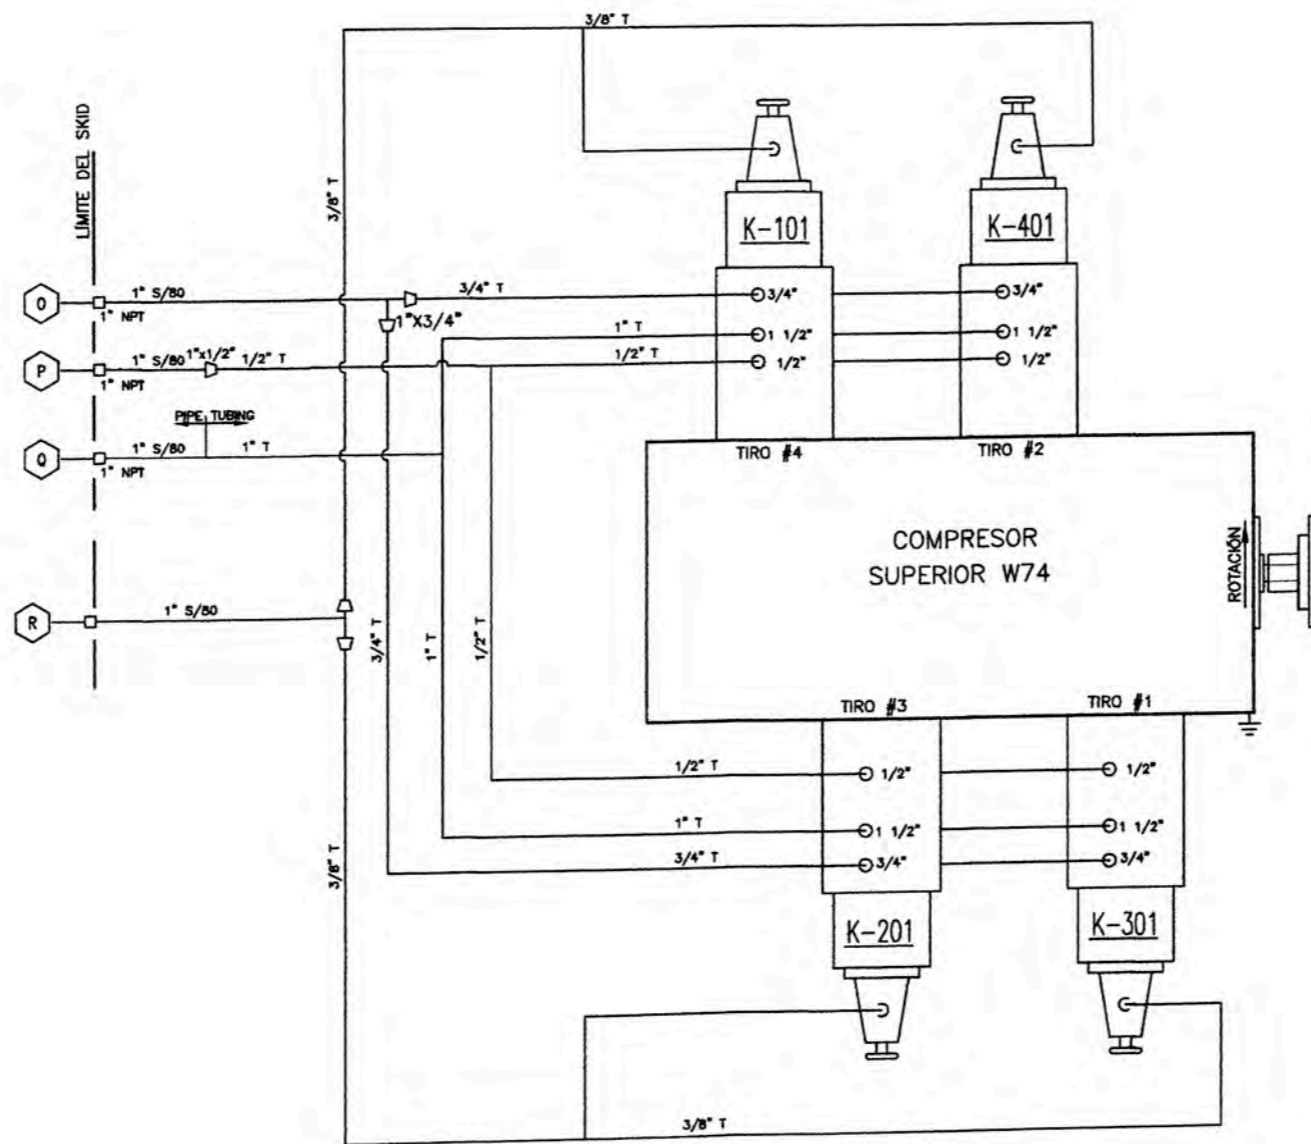 3/8" T
LÍMITE DEL SKID
3/8" T
K-101
K-401
O
1" S/80
1" NPT
3/4" T
3/4"
3/4"
1"X3/4"
1" T
1 1/2"
1 1/2"
P
1" S/80
1"x1/2"
1/2" T
1" NPT
1/2" T
1/2"
1/2"
PIPE TUBING
Q
1" S/80
1" T
1" NPT
TIRO #4
TIRO #2
COMPRESOR
SUPERIOR W74
ROTACIÓN
R
1" S/80
3/4" T
1" T
1/2" T
TIRO #3
TIRO #1
1/2" T
1/2"
1/2"
1" T
1 1/2"
1 1/2"
3/4" T
3/4"
3/4"
3/8" T
K-201
K-301
3/8" T